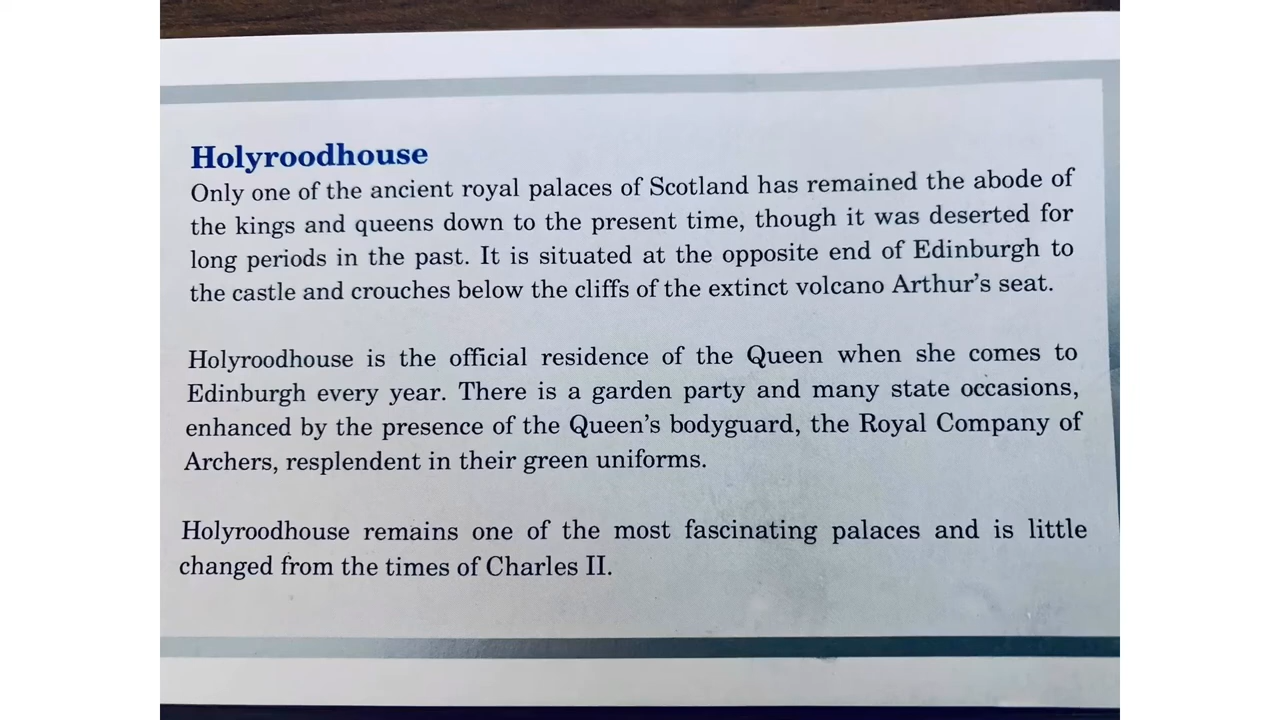 Holyroodhouse
Only one of the ancient royal palaces of Scotland has remained the abode of
the kings and queens down to the present time, though it was deserted for
long periods in the past. It is situated at the opposite end of Edinburgh to
the castle and crouches below the cliffs of the extinct volcano Arthur’s seat.
Holyroodhouse is the official residence of the Queen when she comes to
Edinburgh every year. There is a garden party and many state occasions,
enhanced by the presence of the Queen’s bodyguard, the Royal Company of
Archers, resplendent in their green uniforms.
Holyroodhouse remains one of the most fascinating palaces and is little
changed from the times of Charles II.